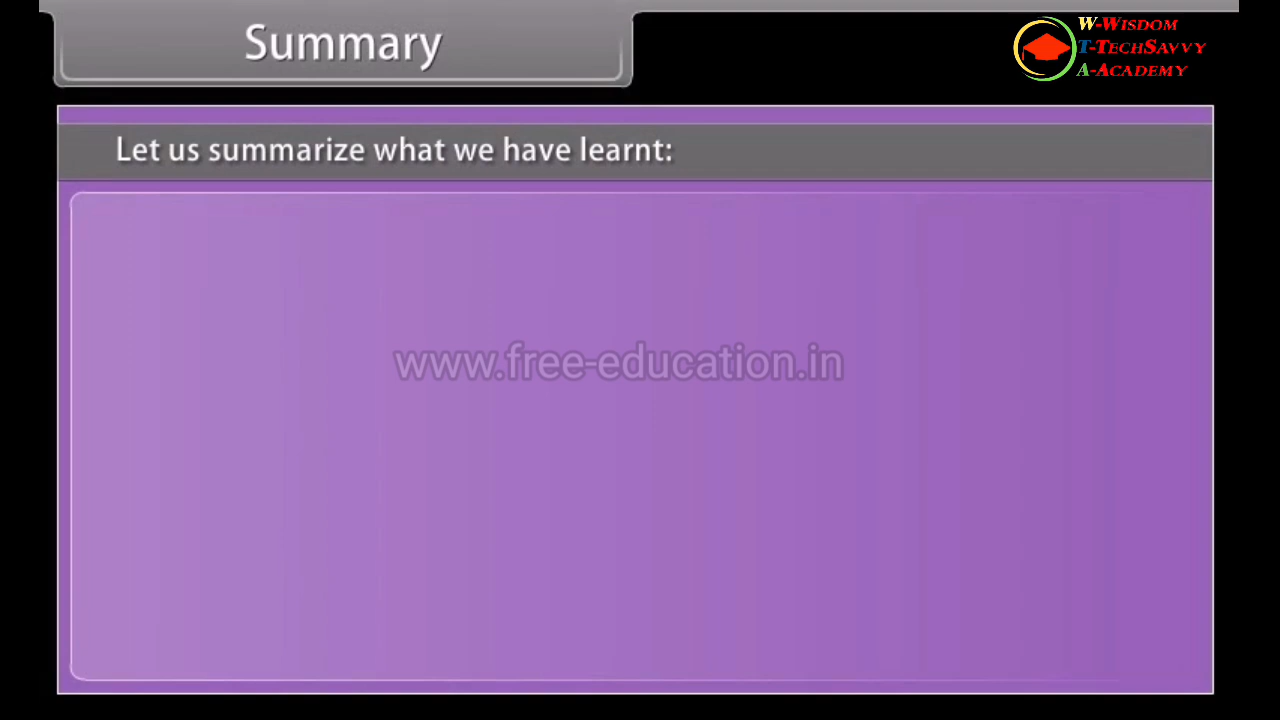 Summary
W-Wisdom
T-TechSavvy
A-Academy
Let us summarize what we have learnt:
www.free-education.in